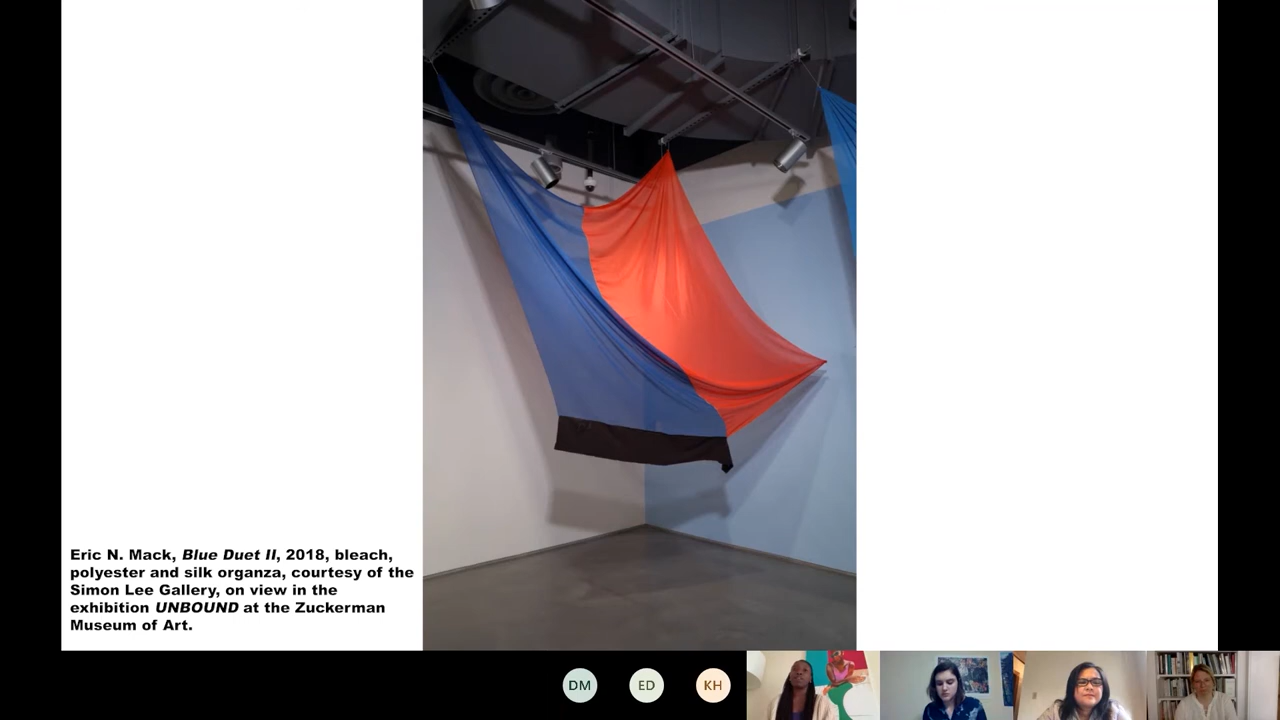 Eric N. Mack, Blue Duet II, 2018, bleach,
polyester and silk organza, courtesy of the
Simon Lee Gallery, on view in the
exhibition UNBOUND at the Zuckerman
Museum of Art.
DM ED KH